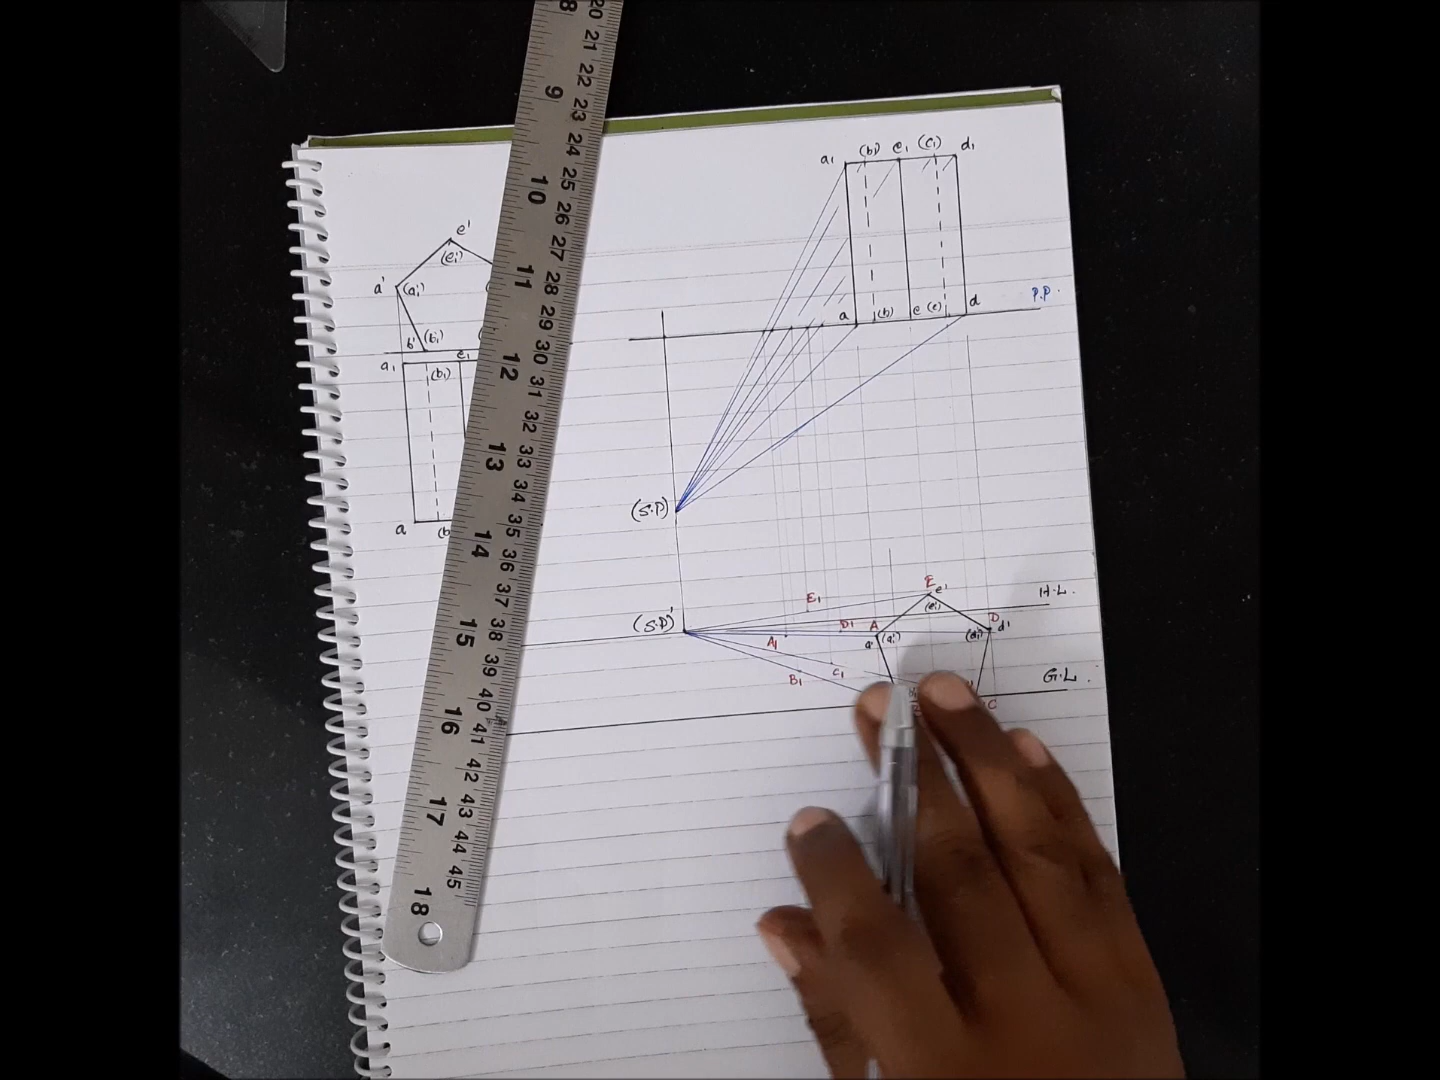 8 9 10 11 12 13 14 15 16 17 18
20 21 22 23 24 25 26 27 28 29 30 31 32 33 34 35 36 37 38 39 40 41 42 43 44 45
e'
(e₁')
a' (a₁')
b' (b₁')
a₁ (b₁) e₁
a (b
a₁ (b₁) e₁ (c₁) d₁
a (b) e (c) d
P.P.
(S.P)
(S.P)'
H.L.
G.L.
E e'
(e₁')
E₁
A
a' (a₁')
D
(d₁') d'
D₁
A₁
B₁
C₁
C